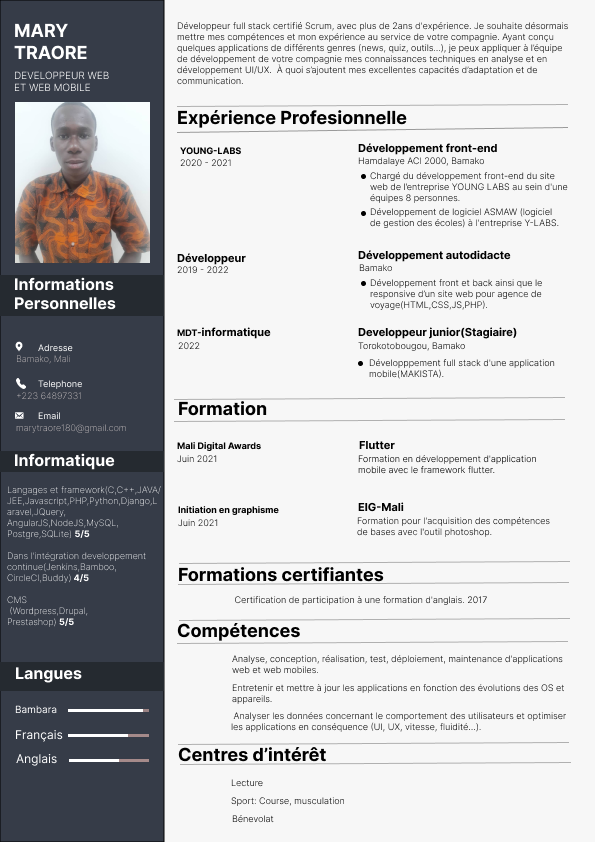 MARY
TRAORE
DEVELOPPEUR WEB
ET WEB MOBILE
Informations
Personnelles
Adresse
Bamako, Mali
Telephone
+223 64897331
Email
marytraore180@gmail.com
Informatique
Langages et framework(C,C++,JAVA/
JEE,Javascript,PHP,Python,Django,L
aravel,JQuery,
AngularJS,NodeJS,MySQL,
Postgre,SQLite) 5/5
Dans l'intégration developpement
continue(Jenkins,Bamboo,
CircleCI,Buddy) 4/5
CMS
(Wordpress,Drupal,
Prestashop) 5/5
Langues
Bambara
Français
Anglais
Développeur full stack certifié Scrum, avec plus de 2ans d'expérience. Je souhaite désormais
mettre mes compétences et mon expérience au service de votre compagnie. Ayant conçu
quelques applications de différents genres (news, quiz, outils...), je peux appliquer à l'équipe
de développement de votre compagnie mes connaissances techniques en analyse et en
développement UI/UX. À quoi s'ajoutent mes excellentes capacités d'adaptation et de
communication.
Expérience Profesionnelle
YOUNG-LABS
2020 - 2021
Développement front-end
Hamdalaye ACI 2000, Bamako
Chargé du développement front-end du site
web de l'entreprise YOUNG LABS au sein d'une
équipes 8 personnes.
Développement de logiciel ASMAW (logiciel
de gestion des écoles) à l'entreprise Y-LABS.
Développeur
2019 - 2022
Développement autodidacte
Bamako
Développement front et back ainsi que le
responsive d'un site web pour agence de
voyage(HTML,CSS,JS,PHP).
MDT-informatique
2022
Developpeur junior(Stagiaire)
Torokotobougou, Bamako
Développpement full stack d'une application
mobile(MAKISTA).
Formation
Mali Digital Awards
Juin 2021
Flutter
Formation en développement d'application
mobile avec le framework flutter.
Initiation en graphisme
Juin 2021
EIG-Mali
Formation pour l'acquisition des compétences
de bases avec l'outil photoshop.
Formations certifiantes
Certification de participation à une formation d'anglais. 2017
Compétences
Analyse, conception, réalisation, test, déploiement, maintenance d'applications
web et web mobiles.
Entretenir et mettre à jour les applications en fonction des évolutions des OS et
appareils.
Analyser les données concernant le comportement des utilisateurs et optimiser
les applications en conséquence (UI, UX, vitesse, fluidité...).
Centres d'intérêt
Lecture
Sport: Course, musculation
Bénevolat